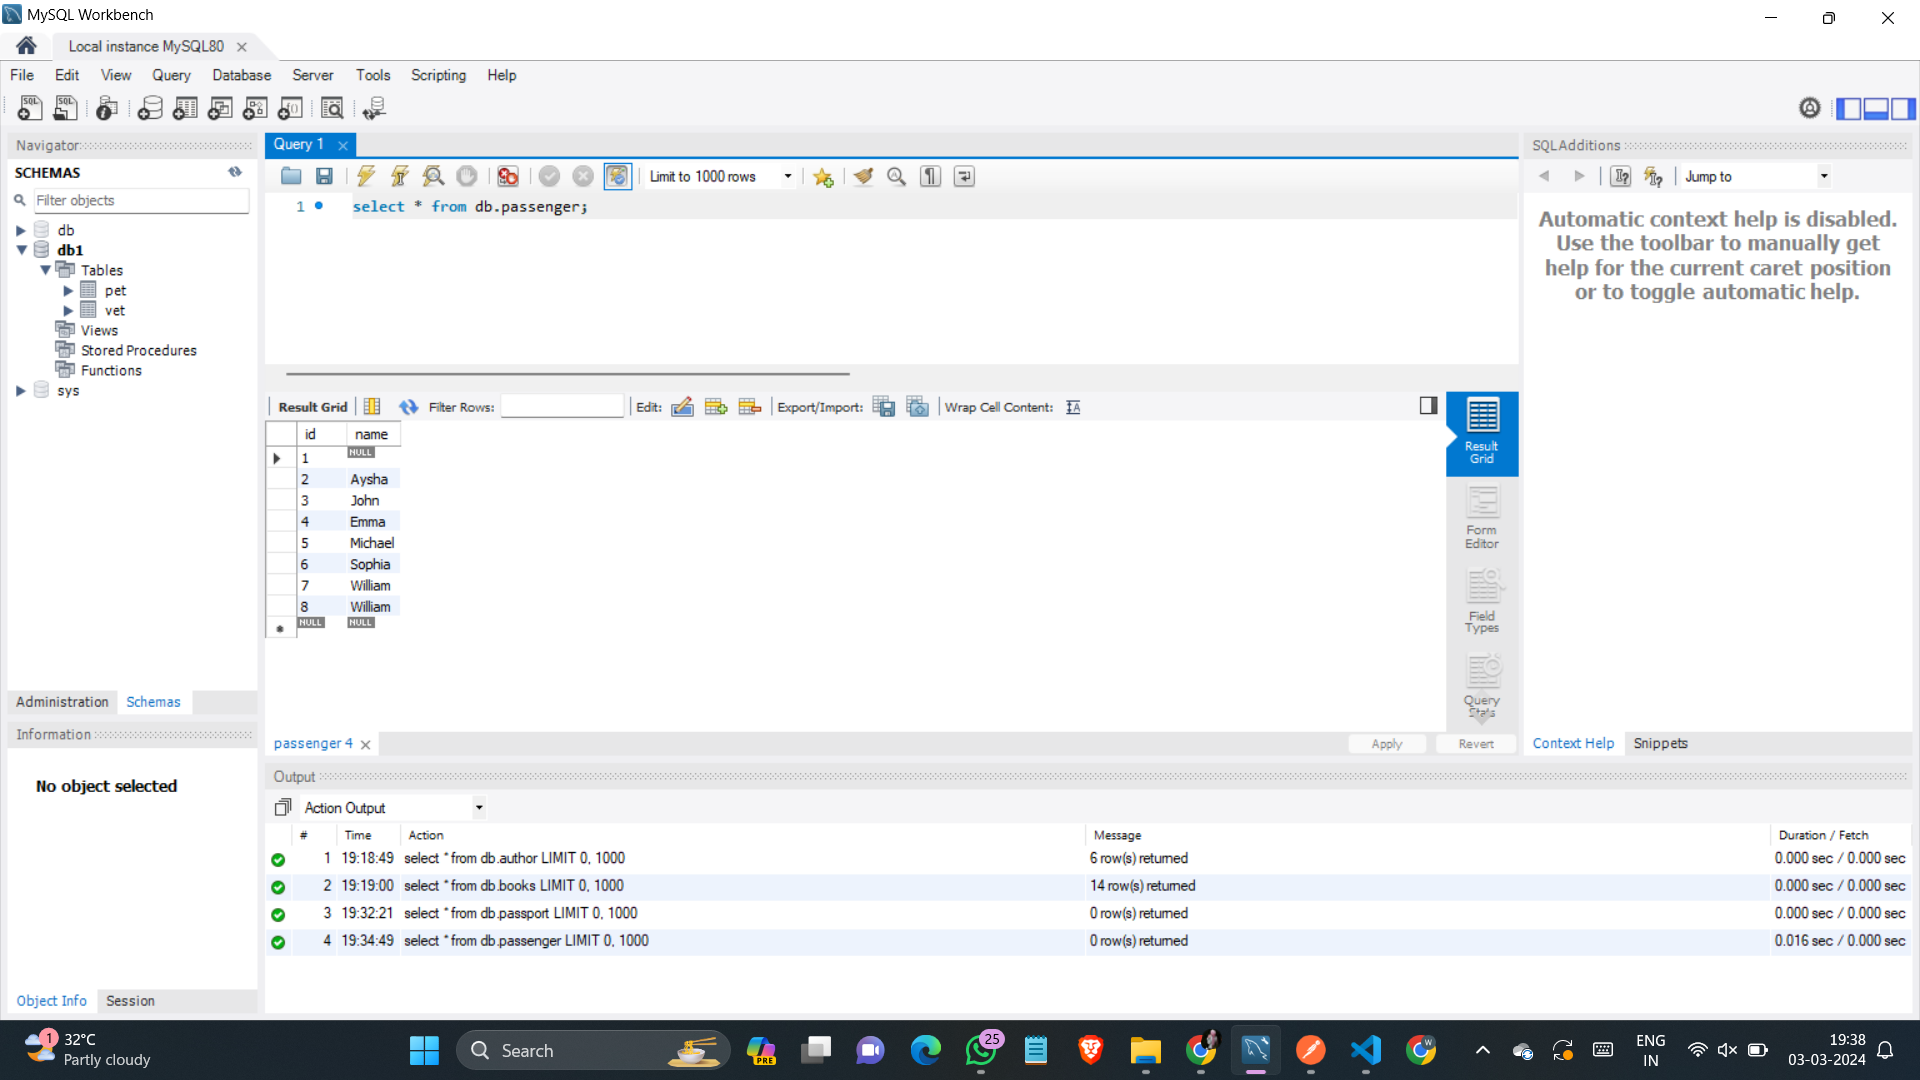 MySQL Workbench
Local instance MySQL80
File Edit View Query Database Server Tools Scripting Help
Navigator
SCHEMAS
Filter objects
db
db1
Tables
pet
vet
Views
Stored Procedures
Functions
sys
Administration Schemas
Information
No object selected
Object Info Session
Query 1
Limit to 1000 rows
1 select * from db.passenger;
Result Grid Filter Rows: Edit: Export/Import: Wrap Cell Content:
id name
1 NULL
2 Aysha
3 John
4 Emma
5 Michael
6 Sophia
7 William
8 William
NULL NULL
Result Grid
Form Editor
Field Types
Query Stats
passenger 4 Apply Revert
SQLAdditions
Jump to
Automatic context help is disabled.
Use the toolbar to manually get
help for the current caret position
or to toggle automatic help.
Context Help Snippets
Output
Action Output
# Time Action Message Duration / Fetch
1 19:18:49 select * from db.author LIMIT 0, 1000 6 row(s) returned 0.000 sec / 0.000 sec
2 19:19:00 select * from db.books LIMIT 0, 1000 14 row(s) returned 0.000 sec / 0.000 sec
3 19:32:21 select * from db.passport LIMIT 0, 1000 0 row(s) returned 0.000 sec / 0.000 sec
4 19:34:49 select * from db.passenger LIMIT 0, 1000 0 row(s) returned 0.016 sec / 0.000 sec
1 32°C
Partly cloudy
Search
PRE
25
W
ENG
IN
19:38
03-03-2024